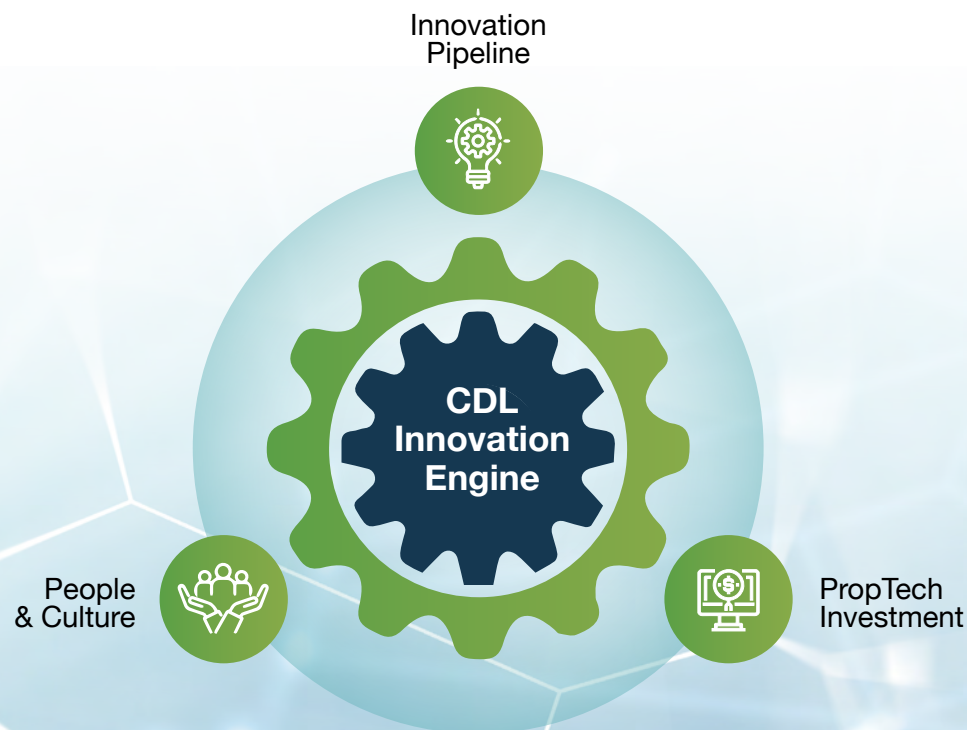 Innovation
Pipeline
CDL
Innovation
Engine
People
& Culture
PropTech
Investment